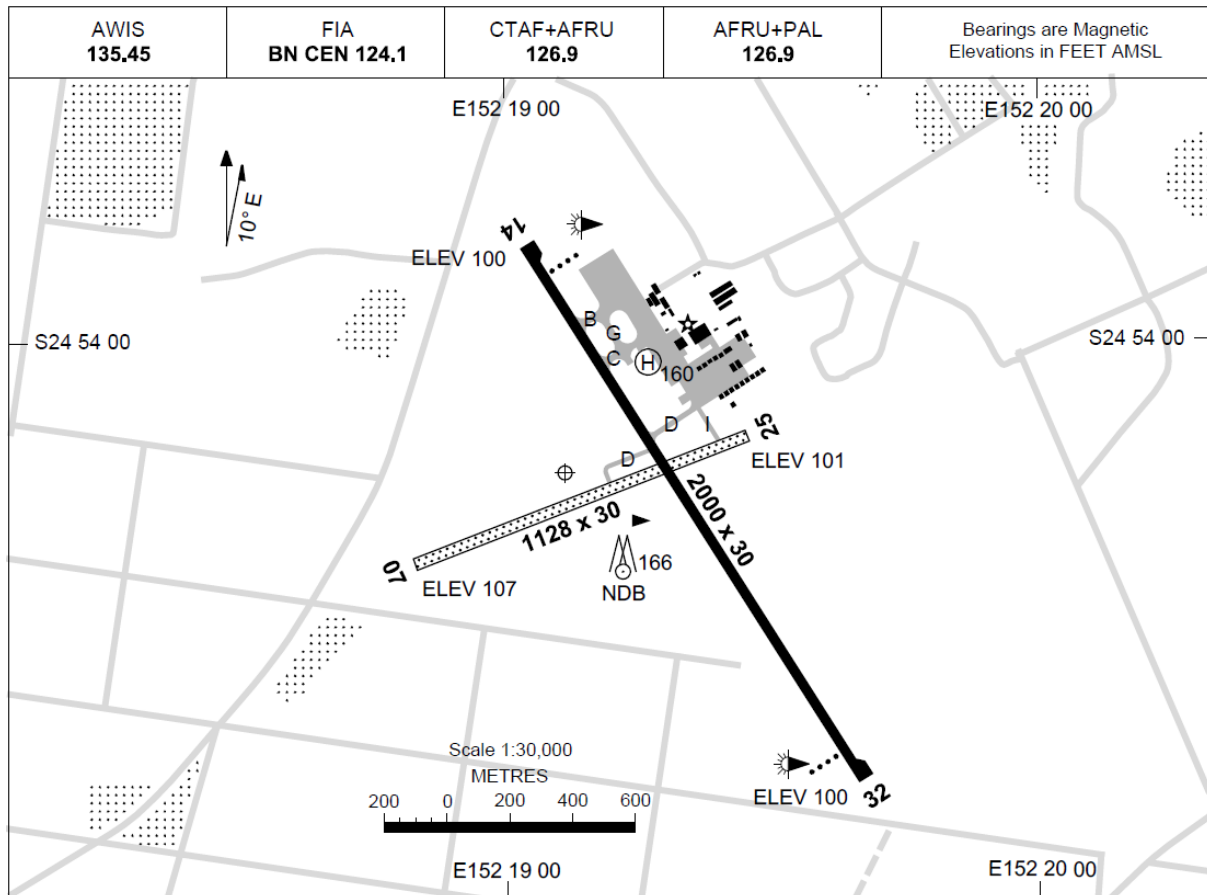 AWIS
135.45
FIA
BN CEN 124.1
CTAF+AFRU
126.9
AFRU+PAL
126.9
Bearings are Magnetic
Elevations in FEET AMSL
E152 19 00
E152 20 00
10° E
14
ELEV 100
B
G
C
H
160
S24 54 00
S24 54 00
D
I
25
D
ELEV 101
2000 x 30
1128 x 30
07
ELEV 107
166
NDB
Scale 1:30,000
METRES
200
0
200
400
600
ELEV 100
32
E152 19 00
E152 20 00